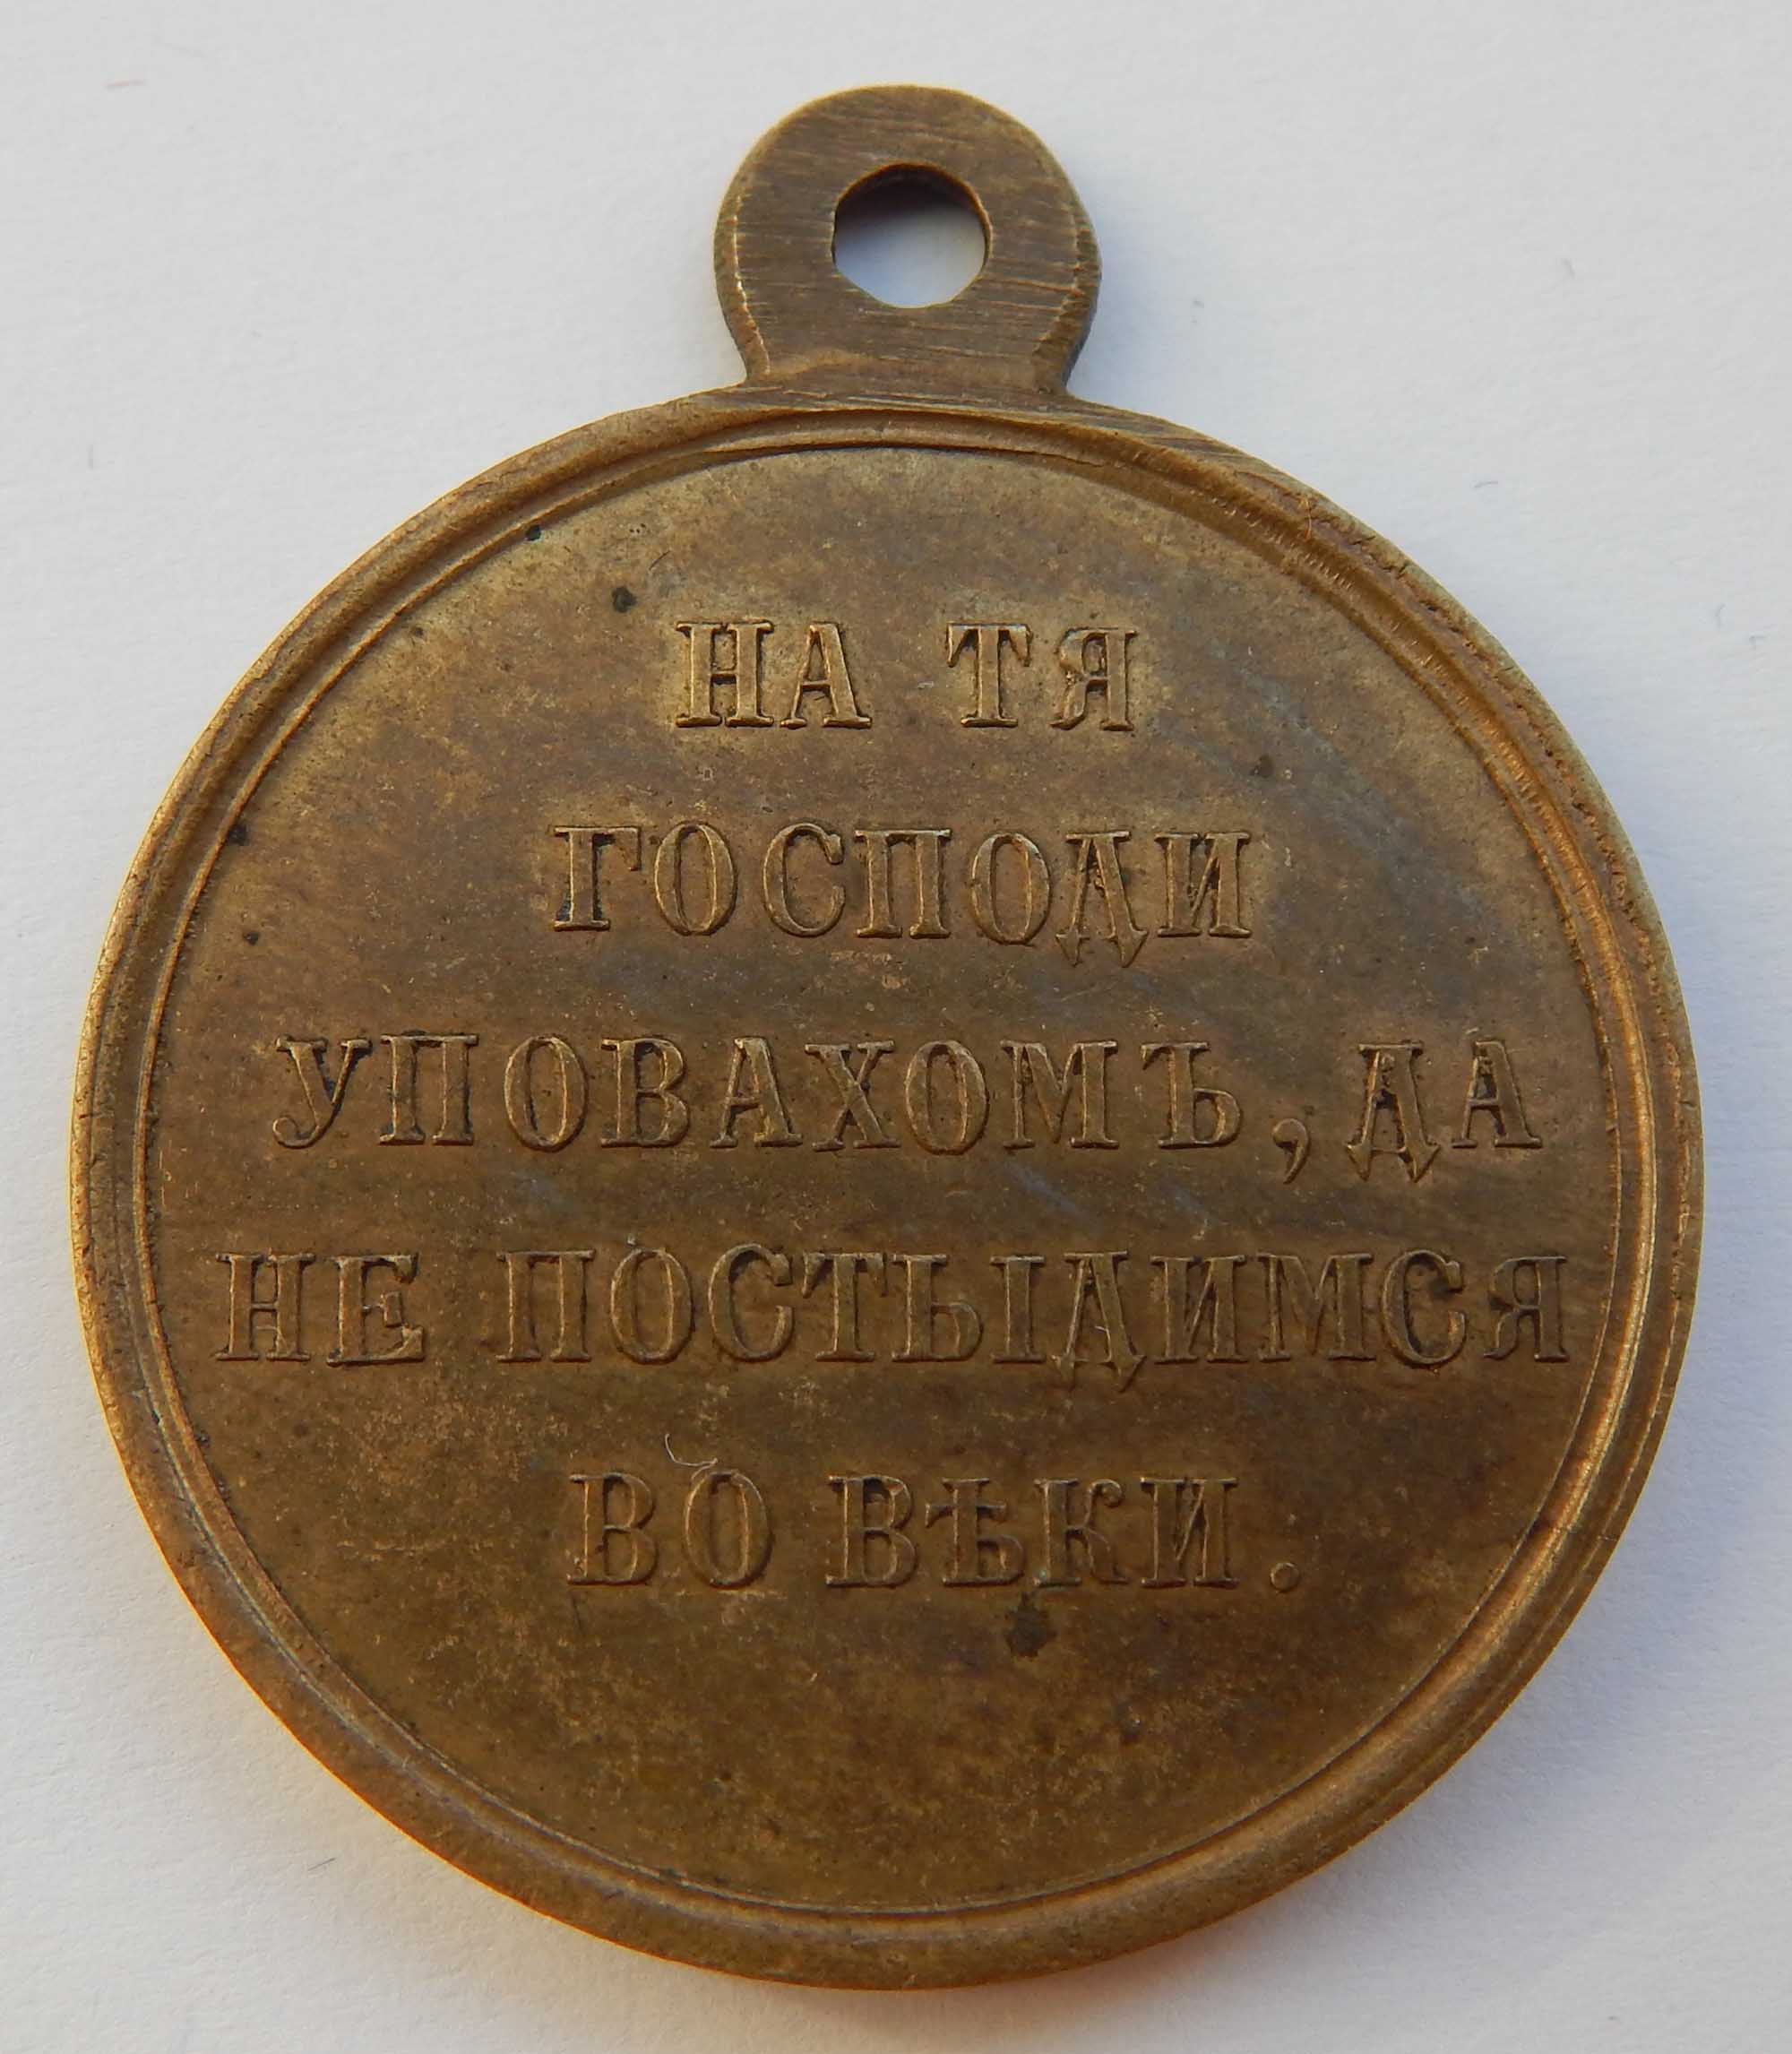 НА ТЯ
ГОСПОДИ
УПОВАХОМЪ, ДА
НЕ ПОСТЫДИМСЯ
ВО ВѢКИ.